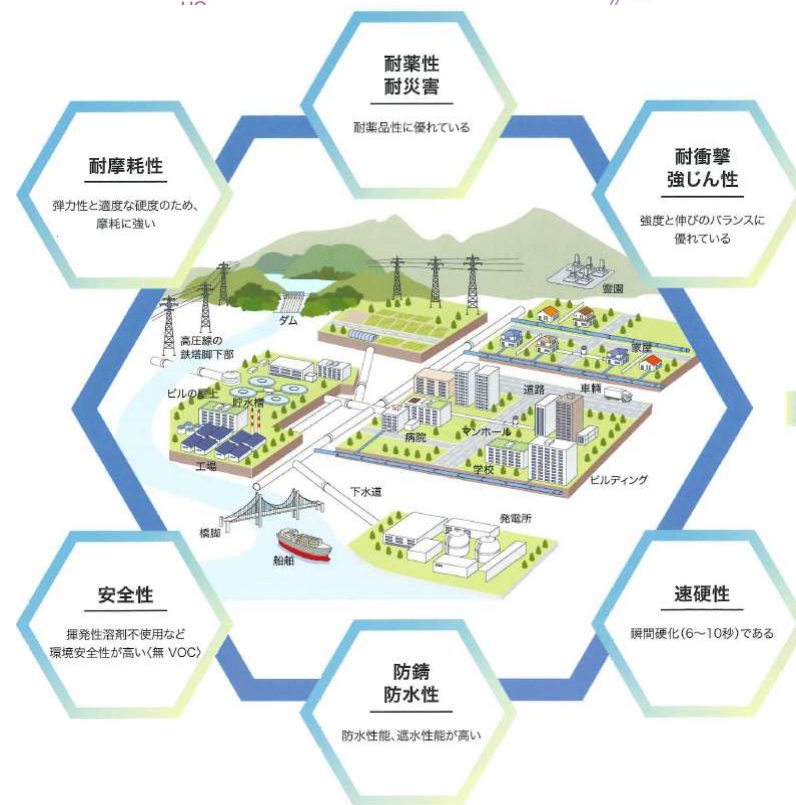 耐薬性
耐災害
耐薬品性に優れている
耐摩耗性
弾力性と適度な硬度のため、
摩耗に強い
耐衝撃
強じん性
強度と伸びのバランスに
優れている
霊園
ダム
高圧線の
鉄塔脚下部
家屋
ビルの屋上
貯水槽
道路
車輌
病院
マンホール
工場
学校
ビルディング
下水道
発電所
橋脚
船舶
安全性
揮発性溶剤不使用など
環境安全性が高い〈無 VOC〉
速硬性
瞬間硬化(6〜10秒)である
防錆
防水性
防水性能、遮水性能が高い